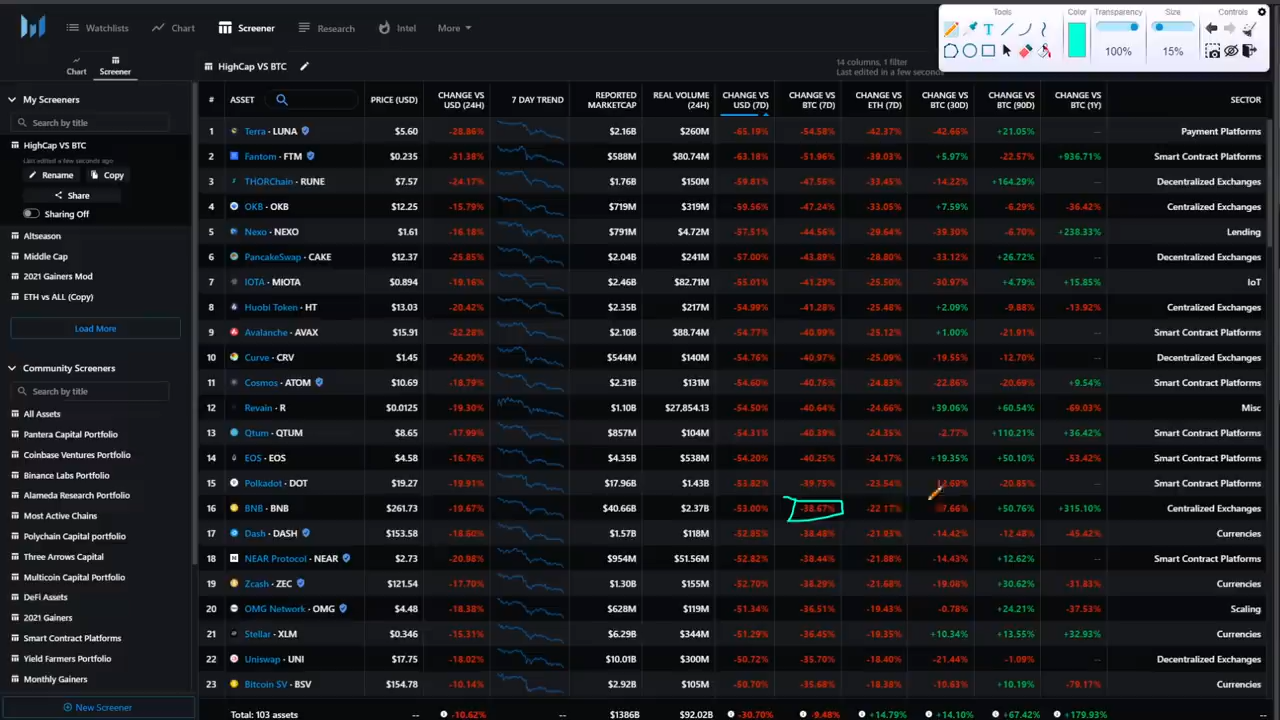 Watchlists Chart Screener Research Intel More
Tools Color Transparency Size Controls
100% 15%
Chart Screener
HighCap VS BTC
14 columns, 1 filter
Last edited in a few seconds
My Screeners
Search by title
HighCap VS BTC
Last edited a few seconds ago
Rename Copy
Share
Sharing Off
Altseason
Middle Cap
2021 Gainers Mod
ETH vs ALL (Copy)
Load More
Community Screeners
Search by title
All Assets
Pantera Capital Portfolio
Coinbase Ventures Portfolio
Binance Labs Portfolio
Alameda Research Portfolio
Most Active Chains
Polychain Capital portfolio
Three Arrows Capital
Multicoin Capital Portfolio
DeFi Assets
2021 Gainers
Smart Contract Platforms
Yield Farmers Portfolio
Monthly Gainers
New Screener
# ASSET PRICE (USD) CHANGE VS USD (24H) 7 DAY TREND REPORTED MARKETCAP REAL VOLUME (24H) CHANGE VS USD (7D) CHANGE VS BTC (7D) CHANGE VS ETH (7D) CHANGE VS BTC (30D) CHANGE VS BTC (90D) CHANGE VS BTC (1Y) SECTOR
1 Terra • LUNA $5.60 -28.86% $2.16B $260M -65.19% -54.58% -42.37% -42.66% +21.05% -- Payment Platforms
2 Fantom • FTM $0.235 -31.38% $588M $80.74M -63.18% -51.96% -39.03% +5.97% -22.57% +936.71% Smart Contract Platforms
3 THORChain • RUNE $7.57 -24.17% $1.76B $150M -59.81% -47.56% -33.45% -14.22% +164.29% -- Decentralized Exchanges
4 OKB • OKB $12.25 -15.79% $719M $319M -59.56% -47.24% -33.05% +7.59% -6.29% -36.42% Centralized Exchanges
5 Nexo • NEXO $1.61 -16.18% $791M $4.72M -57.51% -44.56% -29.64% -39.30% -6.70% +238.33% Lending
6 PancakeSwap • CAKE $12.37 -25.85% $2.04B $241M -57.00% -43.89% -28.80% -33.12% +26.72% -- Decentralized Exchanges
7 IOTA • MIOTA $0.894 -19.16% $2.46B $82.71M -55.01% -41.29% -25.50% -30.97% +4.79% +15.85% IoT
8 Huobi Token • HT $13.03 -20.42% $2.35B $217M -54.99% -41.28% -25.48% +2.09% -9.88% -13.92% Centralized Exchanges
9 Avalanche • AVAX $15.91 -22.28% $2.10B $88.74M -54.77% -40.99% -25.12% +1.00% -21.91% -- Smart Contract Platforms
10 Curve • CRV $1.45 -26.20% $544M $140M -54.76% -40.97% -25.09% -19.55% -12.70% -- Decentralized Exchanges
11 Cosmos • ATOM $10.69 -18.79% $2.31B $131M -54.60% -40.76% -24.83% -22.86% -20.69% +9.54% Smart Contract Platforms
12 Revain • R $0.0125 -19.30% $1.10B $27,854.13 -54.50% -40.64% -24.66% +39.06% +60.54% -69.03% Misc
13 Qtum • QTUM $8.65 -17.99% $857M $104M -54.31% -40.39% -24.35% -2.77% +110.21% +36.42% Smart Contract Platforms
14 EOS • EOS $4.58 -16.76% $4.35B $538M -54.20% -40.25% -24.17% +19.35% +50.10% -53.42% Smart Contract Platforms
15 Polkadot • DOT $19.27 -19.91% $17.96B $1.43B -53.82% -39.75% -23.54% -20.85% -- Smart Contract Platforms
16 BNB • BNB $261.73 -19.67% $40.66B $2.37B -53.00% -38.67% -22.17% +50.76% +315.10% Centralized Exchanges
17 Dash • DASH $153.58 -18.60% $1.57B $118M -52.85% -38.48% -21.93% -14.42% -12.48% -45.42% Currencies
18 NEAR Protocol • NEAR $2.73 -20.98% $954M $51.56M -52.82% -38.44% -21.88% -14.43% +12.62% -- Smart Contract Platforms
19 Zcash • ZEC $121.54 -17.70% $1.30B $155M -52.70% -38.29% -21.68% -19.08% +30.62% -31.83% Currencies
20 OMG Network • OMG $4.48 -18.38% $628M $119M -51.34% -36.51% -19.43% -0.78% +24.21% -37.53% Scaling
21 Stellar • XLM $0.346 -15.31% $6.29B $344M -51.29% -36.45% -19.35% +10.34% +13.55% +32.93% Currencies
22 Uniswap • UNI $17.75 -18.02% $10.01B $300M -50.72% -35.70% -18.40% -21.44% -1.09% -- Decentralized Exchanges
23 Bitcoin SV • BSV $154.78 -10.14% $2.92B $105M -50.70% -35.68% -18.38% -10.63% +10.19% -79.17% Currencies
Total: 103 assets -- -10.62% -- $1386B $92.02B -30.70% -9.48% +14.79% +14.10% +67.42% +179.93% --